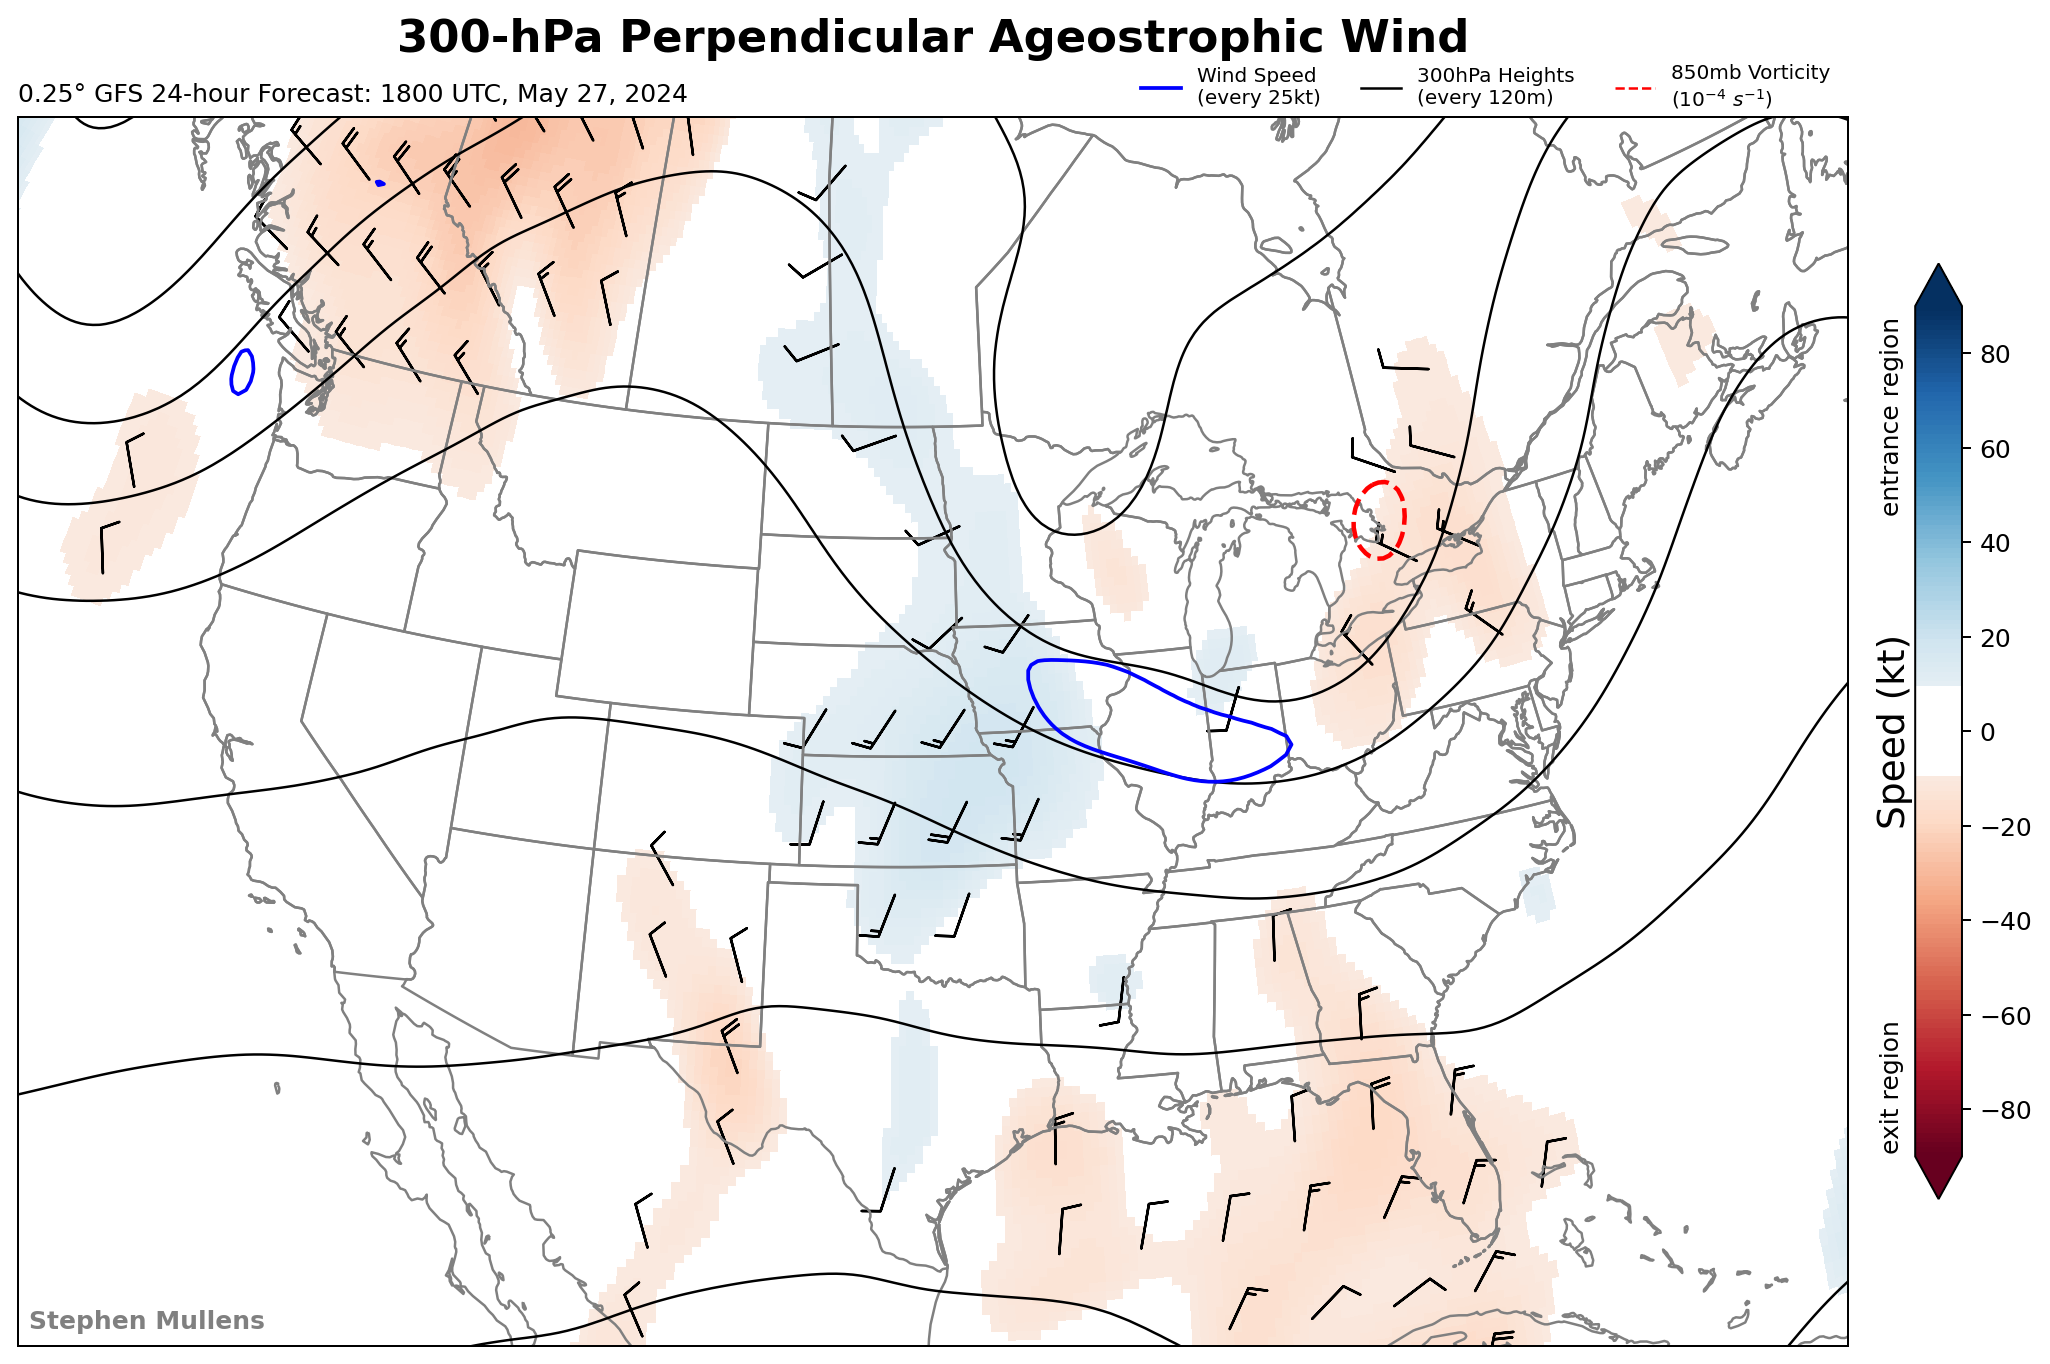 300-hPa Perpendicular Ageostrophic Wind
0.25° GFS 24-hour Forecast: 1800 UTC, May 27, 2024
Wind Speed
(every 25kt)
300hPa Heights
(every 120m)
850mb Vorticity
(10⁻⁴ s⁻¹)
entrance region
Speed (kt)
exit region
80
60
40
20
0
−20
−40
−60
−80
Stephen Mullens